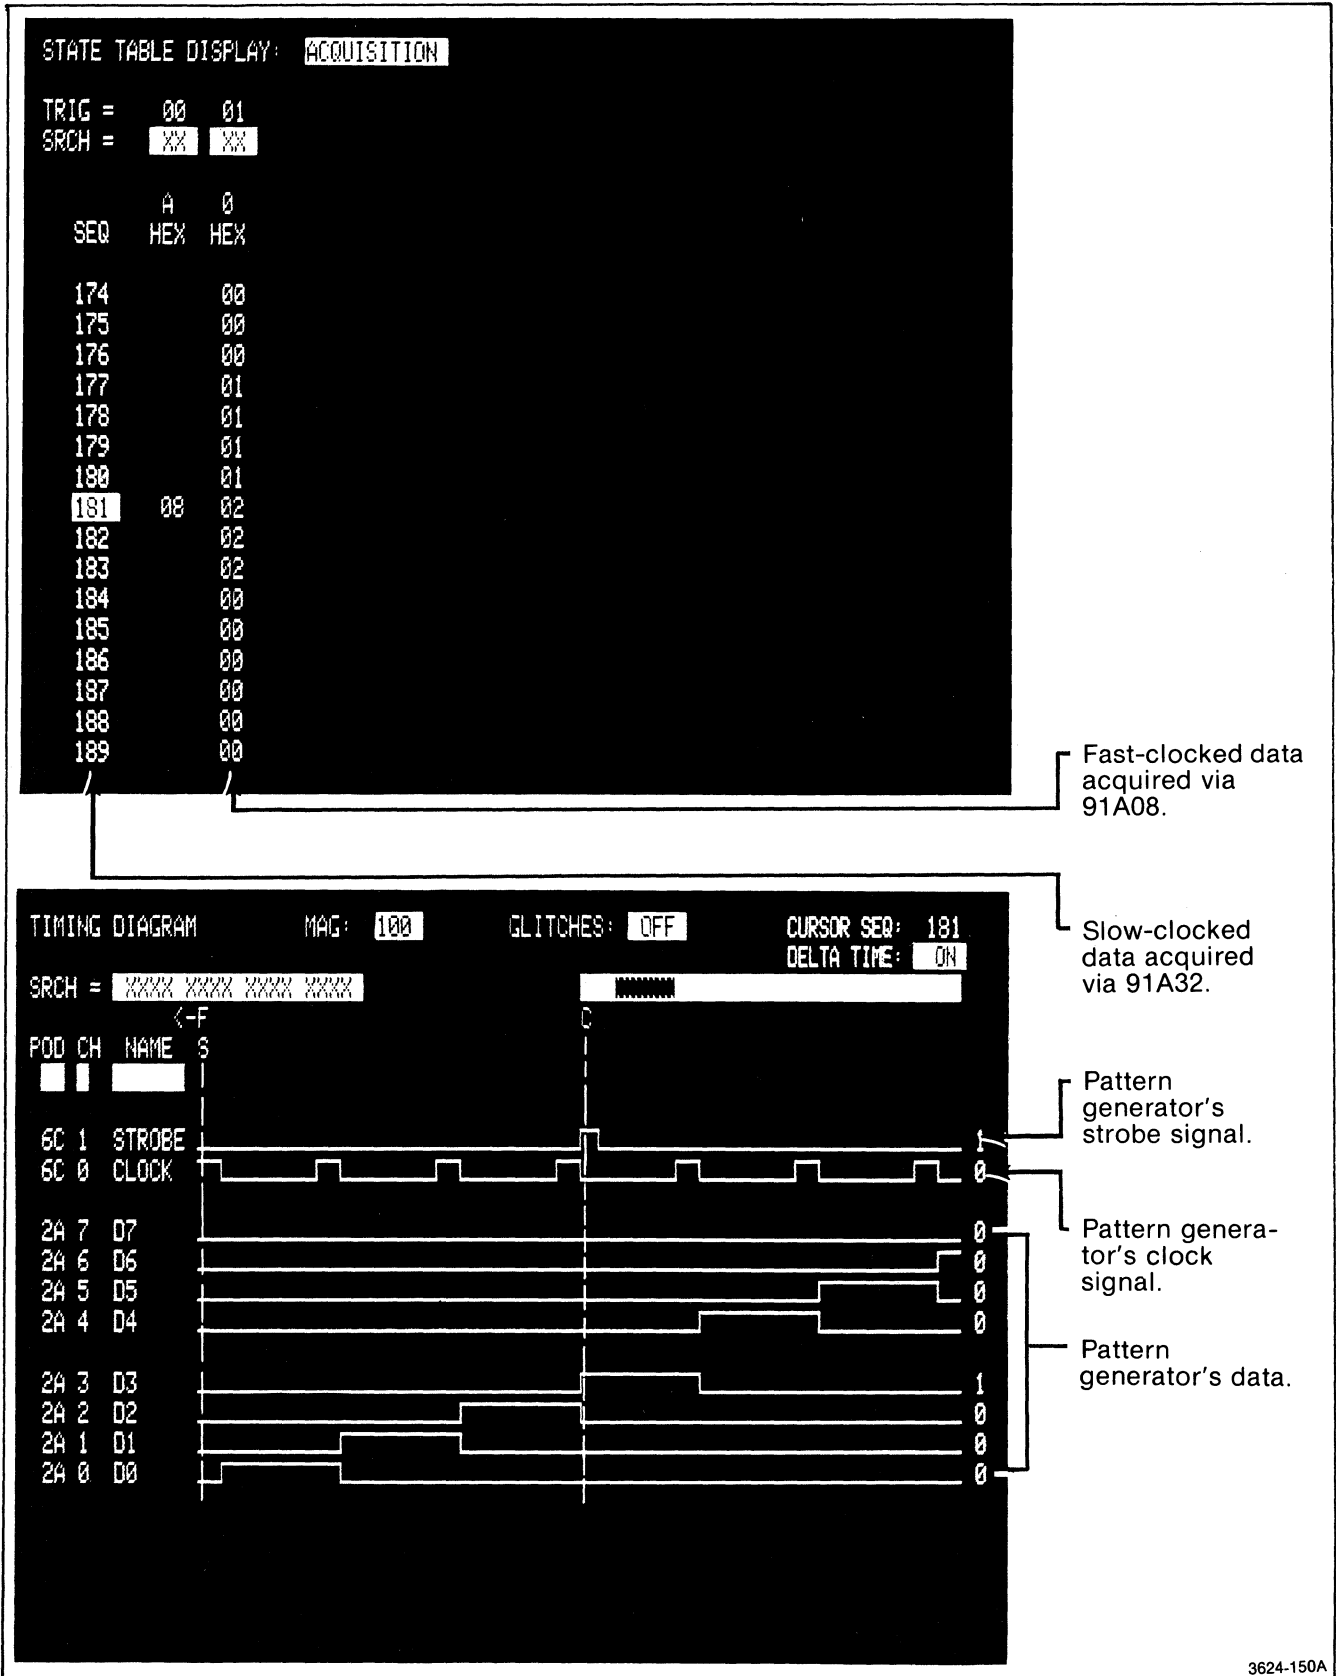 STATE TABLE DISPLAY: ACQUISITION
TRIG = 00 01
SRCH = XX XX
A 0
SEQ HEX HEX
174 00
175 00
176 00
177 01
178 01
179 01
180 01
181 08 02
182 02
183 02
184 00
185 00
186 00
187 00
188 00
189 00
Fast-clocked data
acquired via
91A08.
Slow-clocked
data acquired
via 91A32.
TIMING DIAGRAM MAG: 100 GLITCHES: OFF CURSOR SEQ: 181
DELTA TIME: ON
SRCH = XXXX XXXX XXXX XXXX
<-F C
POD CH NAME S
6C 1 STROBE 1
6C 0 CLOCK 0
2A 7 D7 0
2A 6 D6 0
2A 5 D5 0
2A 4 D4 0
2A 3 D3 1
2A 2 D2 0
2A 1 D1 0
2A 0 D0 0
Pattern
generator's
strobe signal.
Pattern genera-
tor's clock
signal.
Pattern
generator's data.
3624-150A